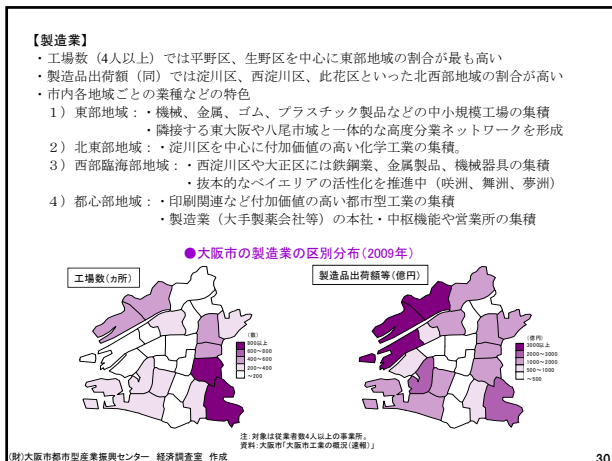 【製造業】
・工場数（4人以上）では平野区、生野区を中心に東部地域の割合が最も高い
・製造品出荷額（同）では淀川区、西淀川区、此花区といった北西部地域の割合が高い
・市内各地域ごとの業種などの特色
１）東部地域：・機械、金属、ゴム、プラスチック製品などの中小規模工場の集積
・隣接する東大阪や八尾市域と一体的な高度分業ネットワークを形成
２）北東部地域：・淀川区を中心に付加価値の高い化学工業の集積。
３）西部臨海部地域：・西淀川区や大正区には鉄鋼業、金属製品、機械器具の集積
・抜本的なベイエリアの活性化を推進中（咲洲、舞洲、夢洲）
４）都心部地域：・印刷関連など付加価値の高い都市型工業の集積
・製造業（大手製薬会社等）の本社・中枢機能や営業所の集積
●大阪市の製造業の区別分布（2009年）
工場数（ヵ所）
（数）
800以上
600～800
400～600
200～400
～200
製造品出荷額等（億円）
（億円）
3000以上
2000～3000
1000～2000
500～1000
～500
注：対象は従業者数4人以上の事業所。
資料：大阪市「大阪市工業の概況（速報）」
(財)大阪市都市型産業振興センター　経済調査室　作成
30